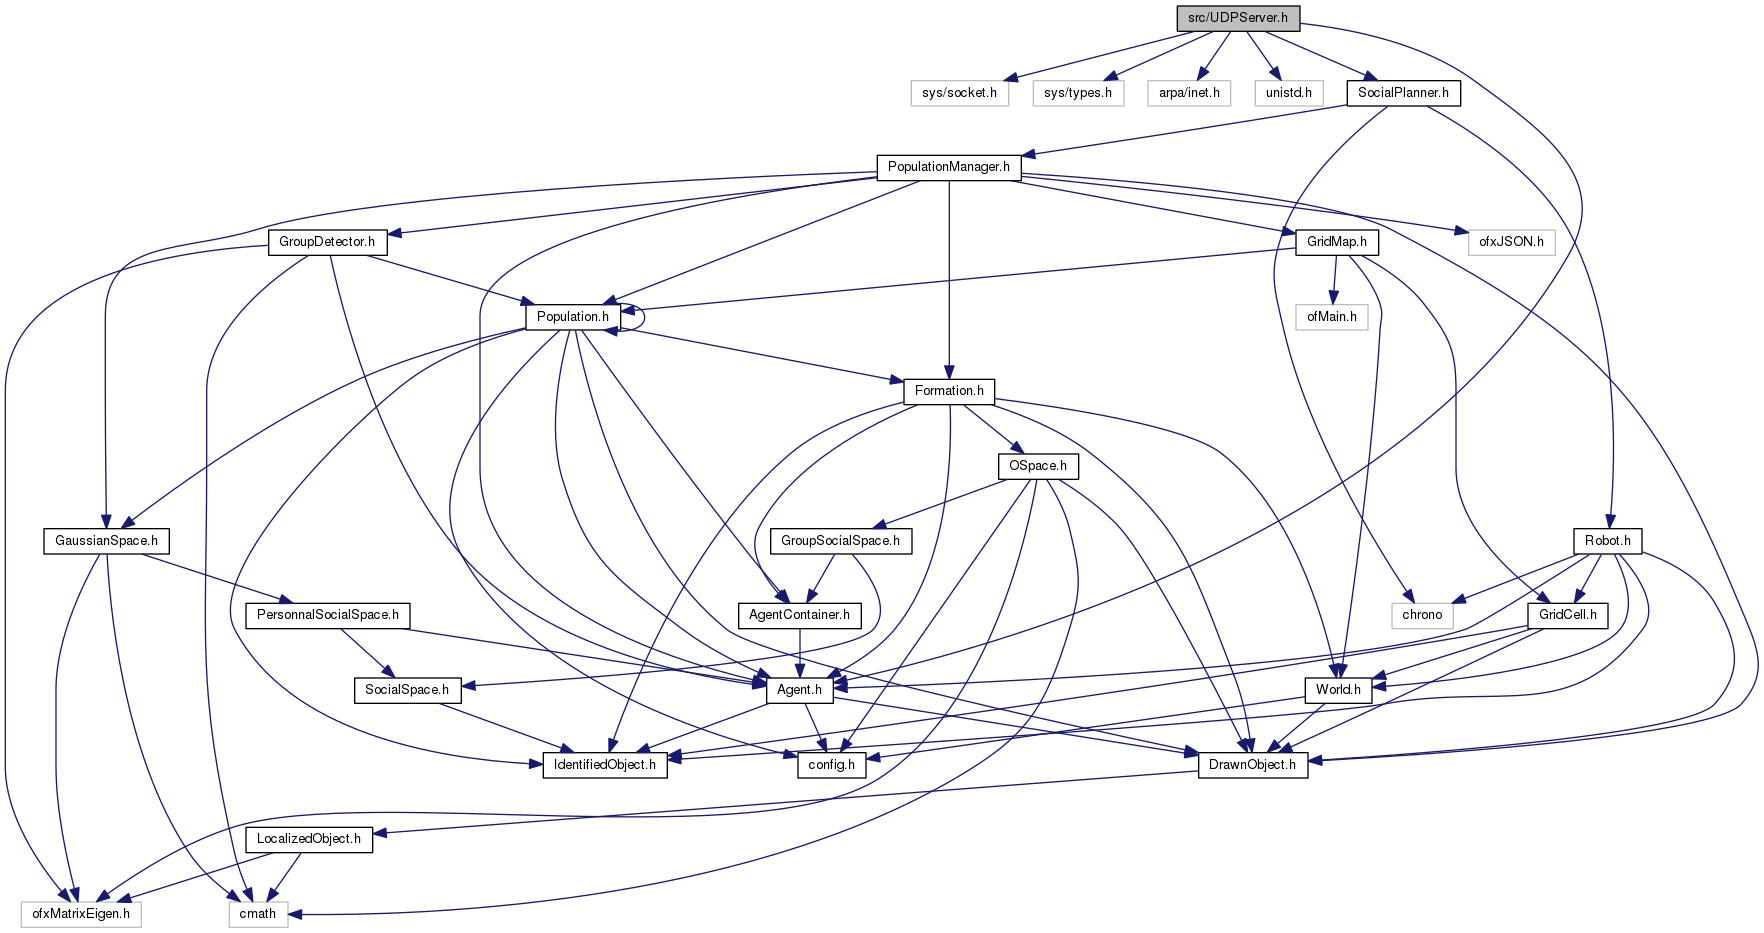 src/UDPServer.h
sys/socket.h
sys/types.h
arpa/inet.h
unistd.h
SocialPlanner.h
PopulationManager.h
GroupDetector.h
GridMap.h
ofxJSON.h
Population.h
ofMain.h
Formation.h
OSpace.h
GaussianSpace.h
GroupSocialSpace.h
Robot.h
PersonnalSocialSpace.h
AgentContainer.h
chrono
GridCell.h
SocialSpace.h
Agent.h
World.h
IdentifiedObject.h
config.h
DrawnObject.h
LocalizedObject.h
ofxMatrixEigen.h
cmath